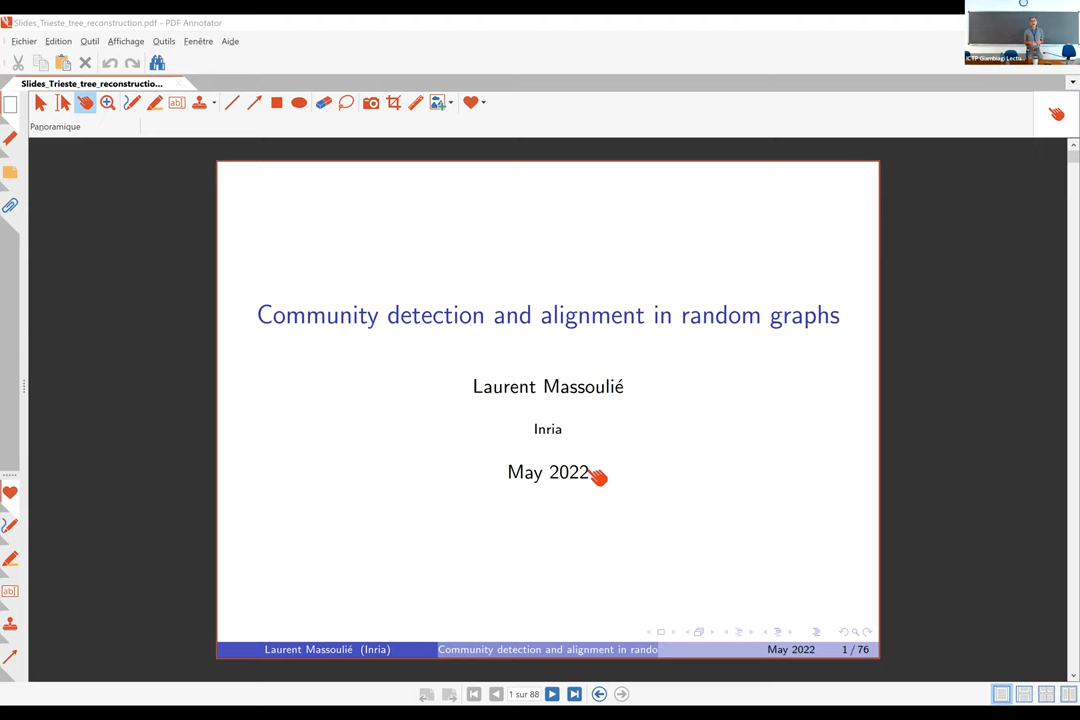 Slides_Trieste_tree_reconstruction.pdf - PDF Annotator
Fichier Edition Outil Affichage Outils Fenêtre Aide
Slides_Trieste_tree_reconstructio...
Panoramique
Community detection and alignment in random graphs
Laurent Massoulié
Inria
May 2022
Laurent Massoulié (Inria) Community detection and alignment in rando May 2022 1 / 76
1 sur 88